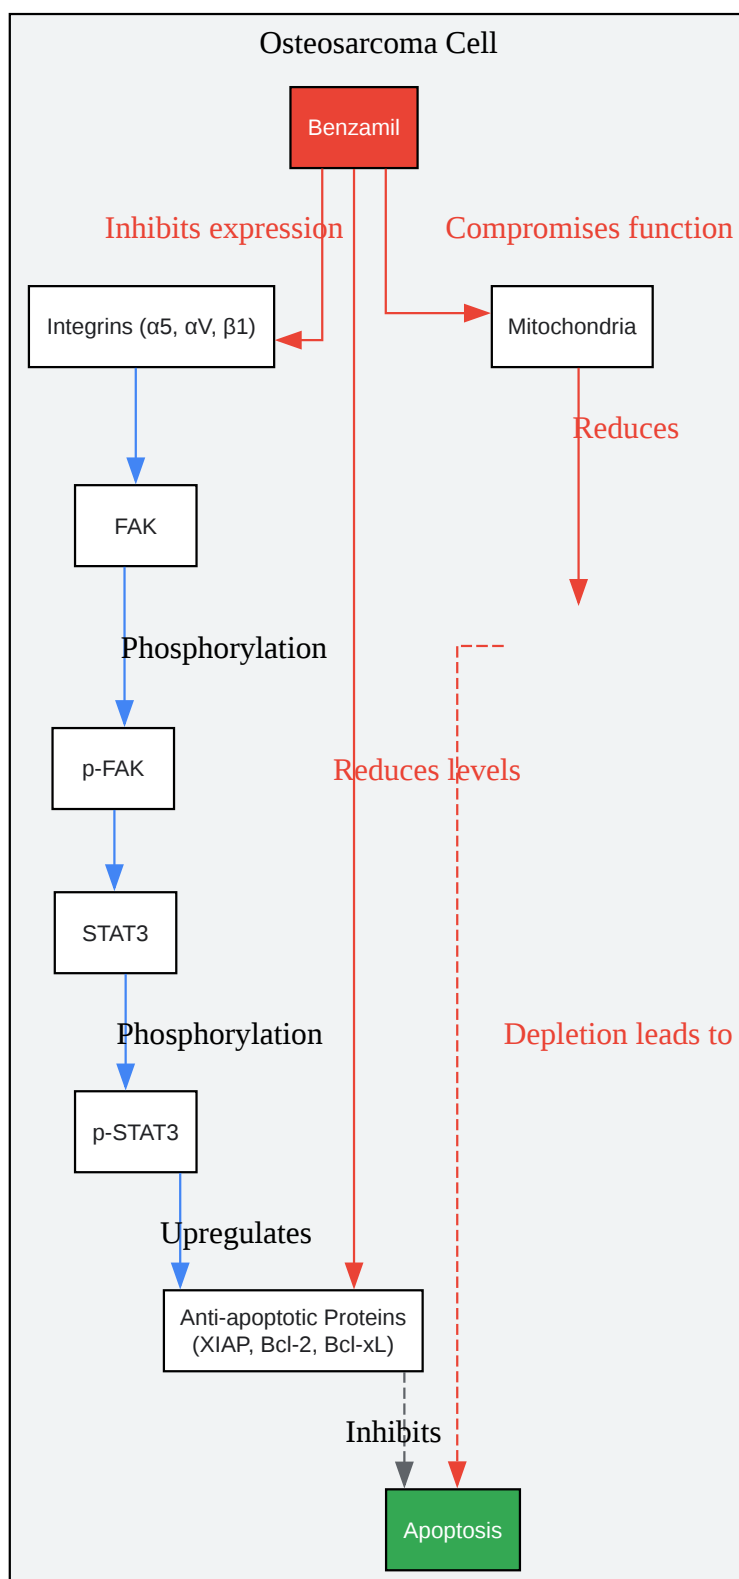 Osteosarcoma Cell
Benzamil
Inhibits expression
Compromises function
Integrins (α5, αV, β1)
Mitochondria
Reduces
FAK
Phosphorylation
p-FAK
Reduces levels
STAT3
Phosphorylation
Depletion leads to
p-STAT3
Upregulates
Anti-apoptotic Proteins
(XIAP, Bcl-2, Bcl-xL)
Inhibits
Apoptosis